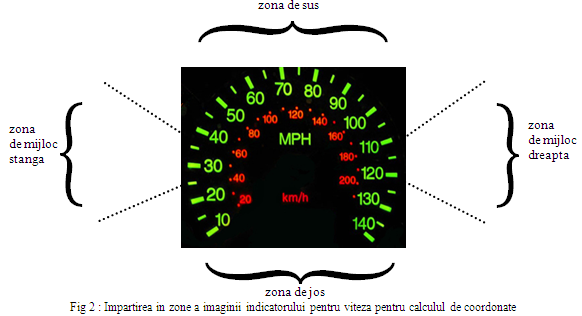 zona de sus
zona
de mijloc
stanga
zona
de mijloc
dreapta
10
20
30
40
50
60
70
80
90
100
110
120
130
140
MPH
20
40
60
80
100
120
140
160
180
200
km/h
zona de jos
Fig 2 : Impartirea in zone a imaginii indicatorului pentru viteza pentru calculul de coordonate